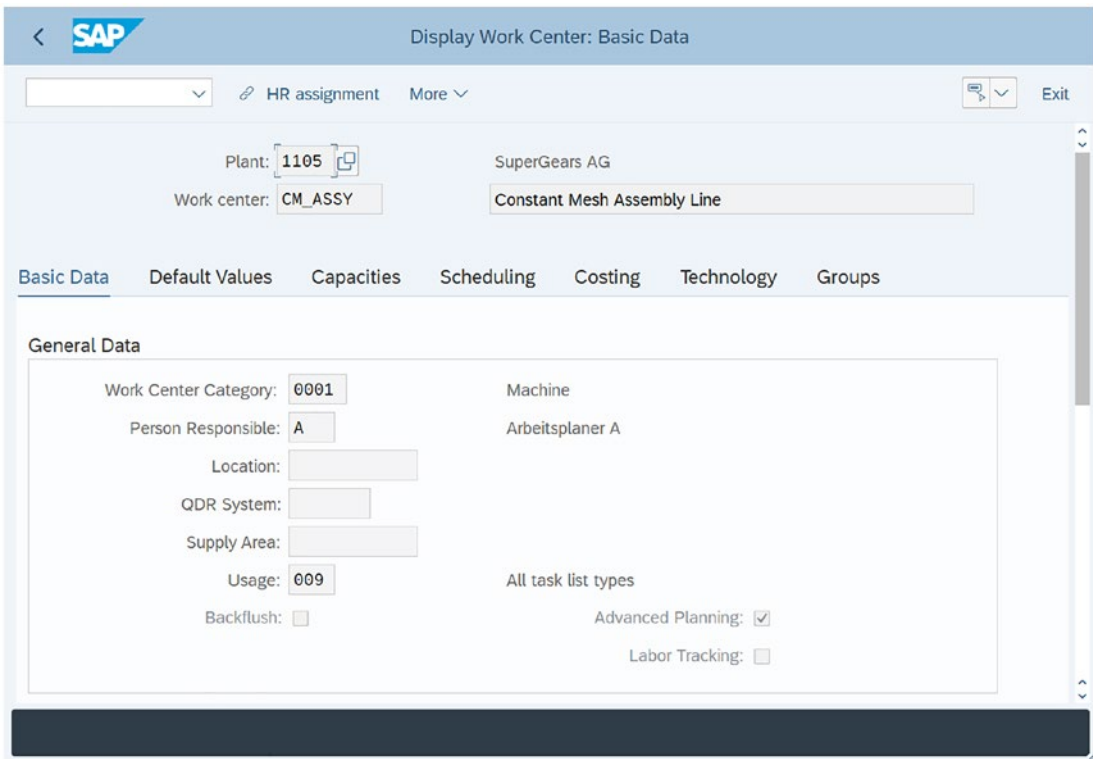 SAP Display Work Center: Basic Data
HR assignment More Exit
Plant: 1105 SuperGears AG
Work center: CM_ASSY Constant Mesh Assembly Line
Basic Data Default Values Capacities Scheduling Costing Technology Groups
General Data
Work Center Category: 0001 Machine
Person Responsible: A Arbeitsplaner A
Location:
QDR System:
Supply Area:
Usage: 009 All task list types
Backflush: Advanced Planning:
Labor Tracking: